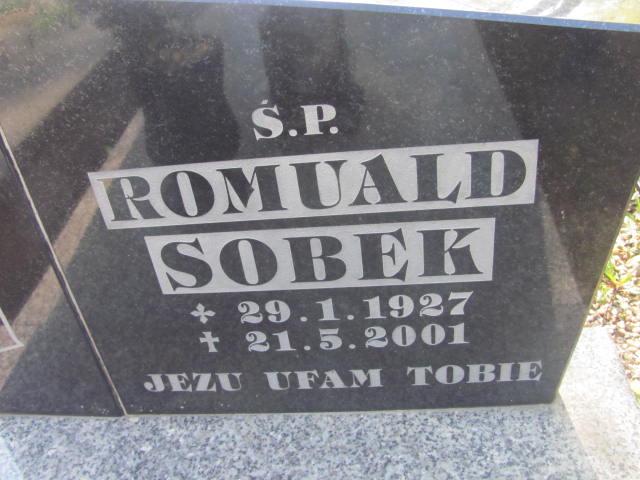 Ś.P.
ROMUALD
SOBEK
29.1.1927
† 21.5.2001
JEZU UFAM TOBIE